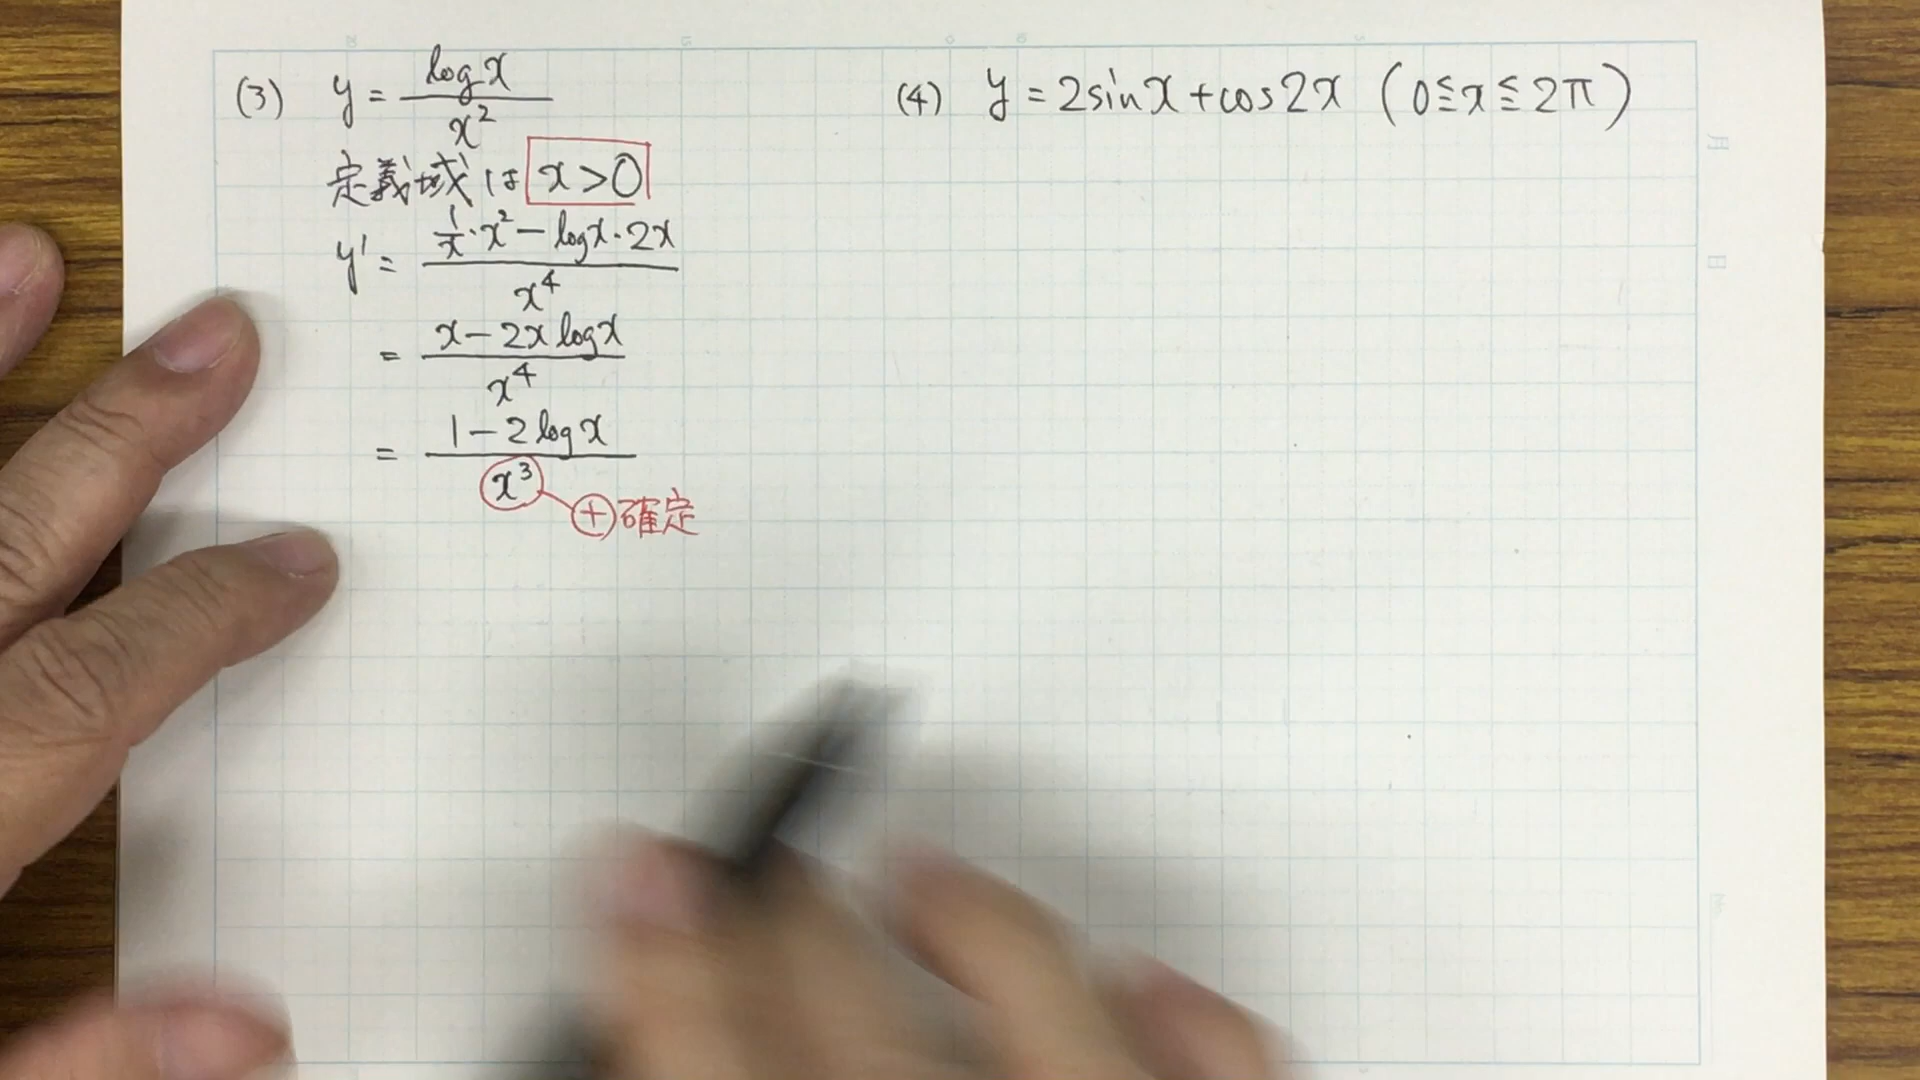 (3) y = log x / x²
定義域は x>0
y' = (1/x・x² − log x・2x) / x⁴
= (x − 2x log x) / x⁴
= (1 − 2 log x) / x³
⊕確定
(4) y = 2sin x + cos 2x (0≦x≦2π)